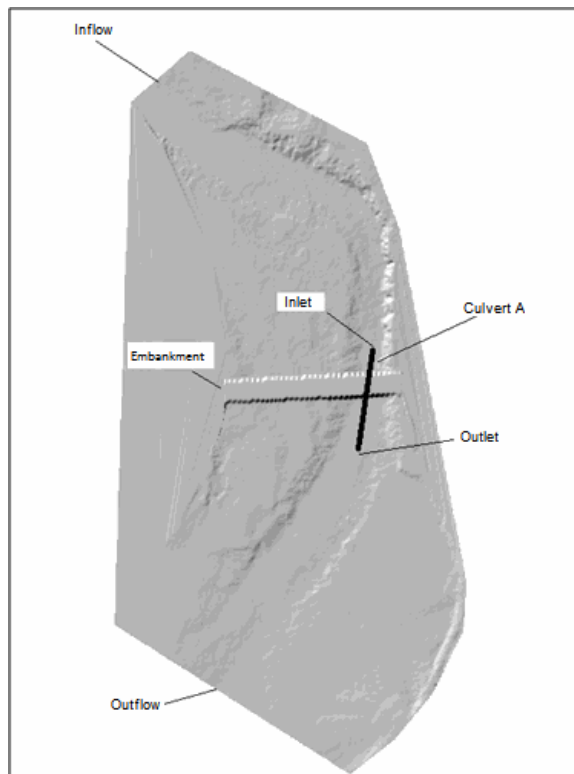 Inflow
Inlet
Culvert A
Embankment
Outlet
Outflow